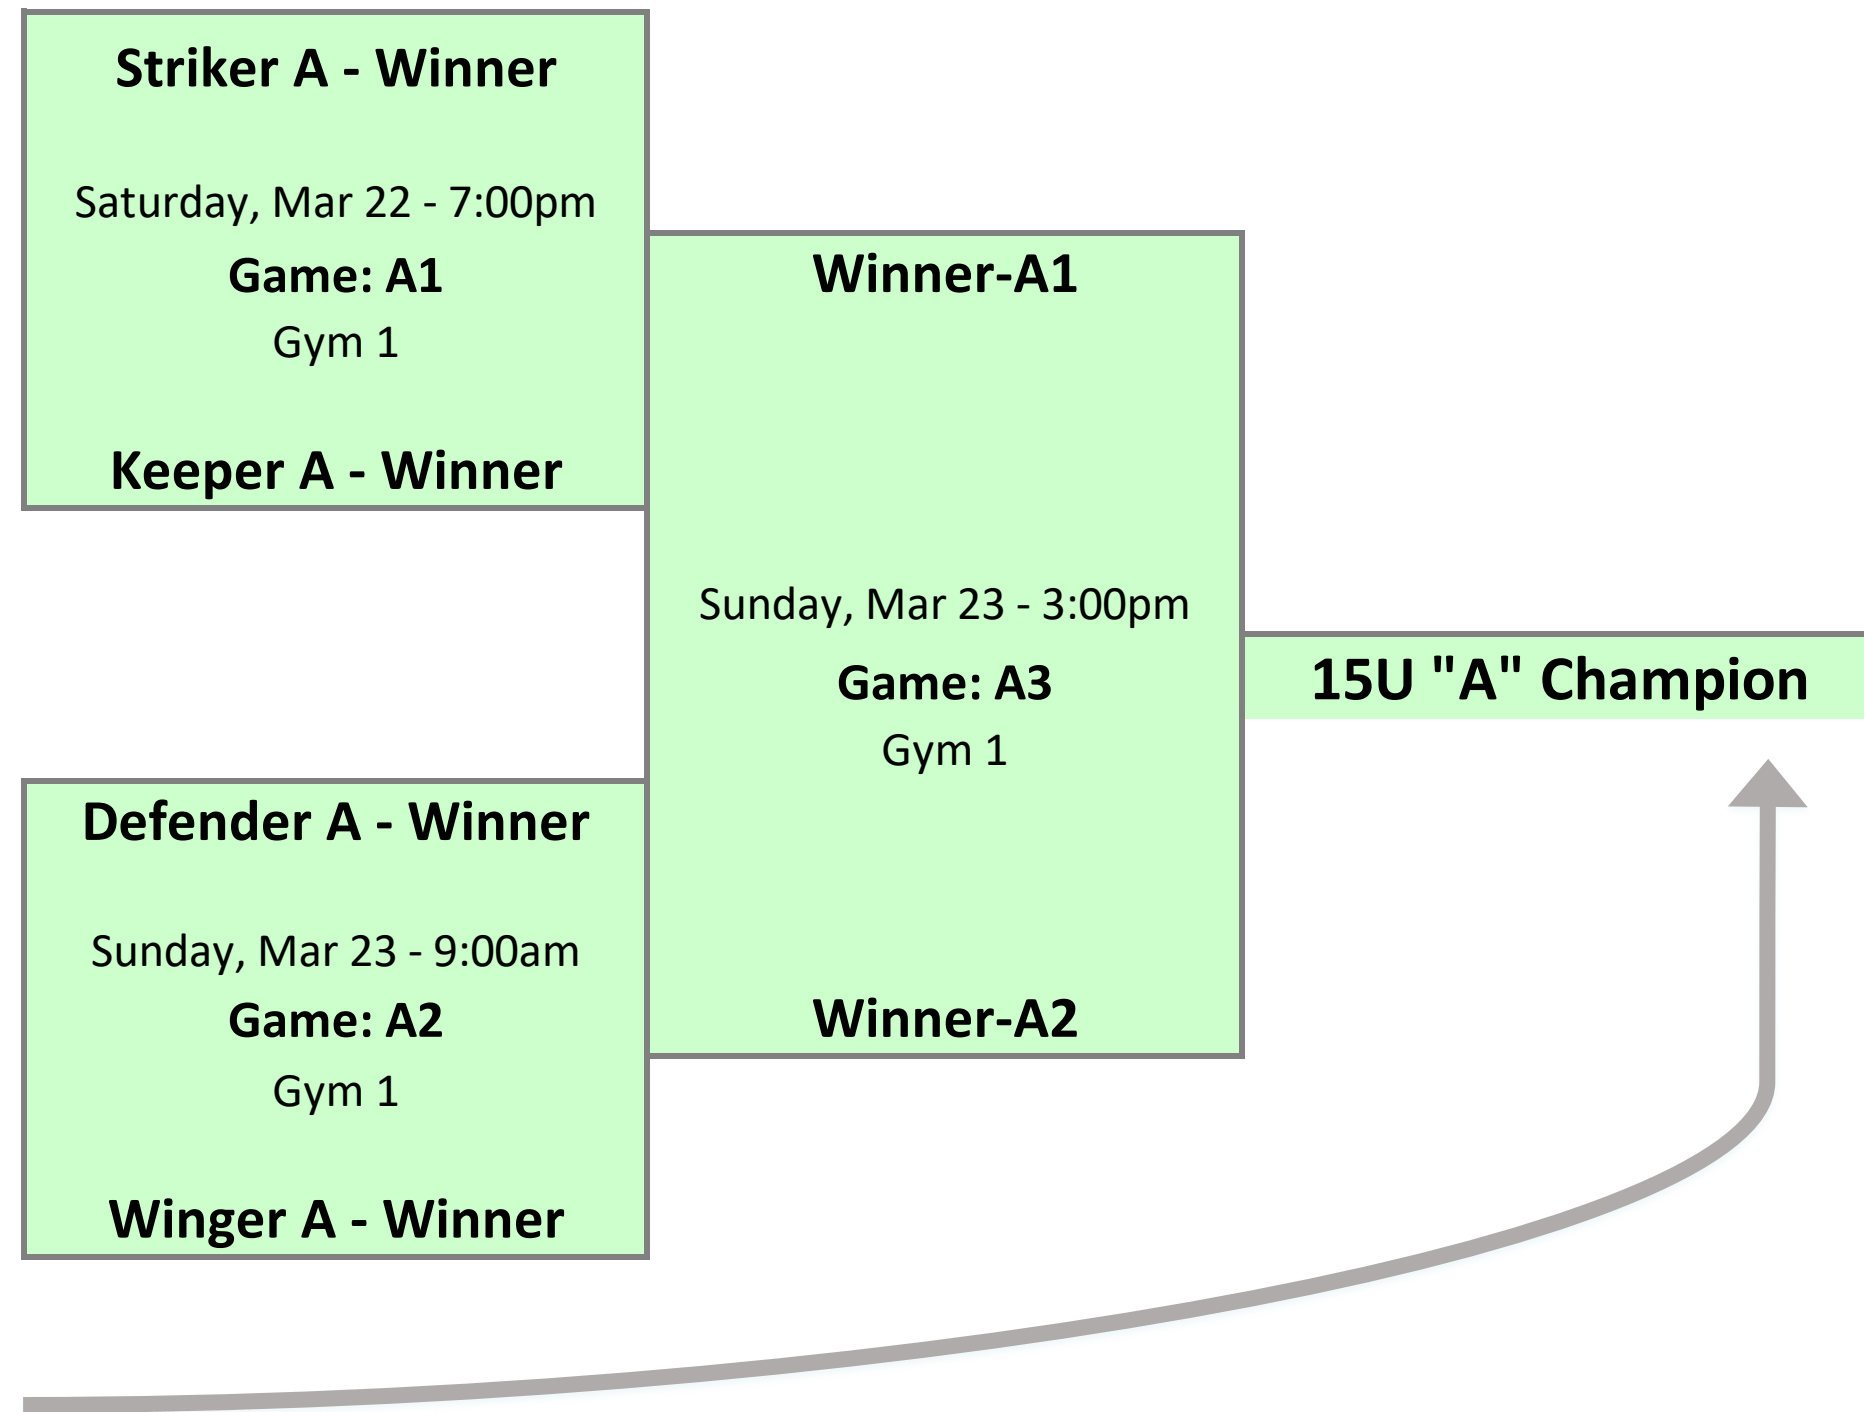 Striker A - Winner
Saturday, Mar 22 - 7:00pm
Game: A1
Gym 1
Keeper A - Winner
Defender A - Winner
Sunday, Mar 23 - 9:00am
Game: A2
Gym 1
Winger A - Winner
Winner-A1
Sunday, Mar 23 - 3:00pm
Game: A3
Gym 1
Winner-A2
15U "A" Champion